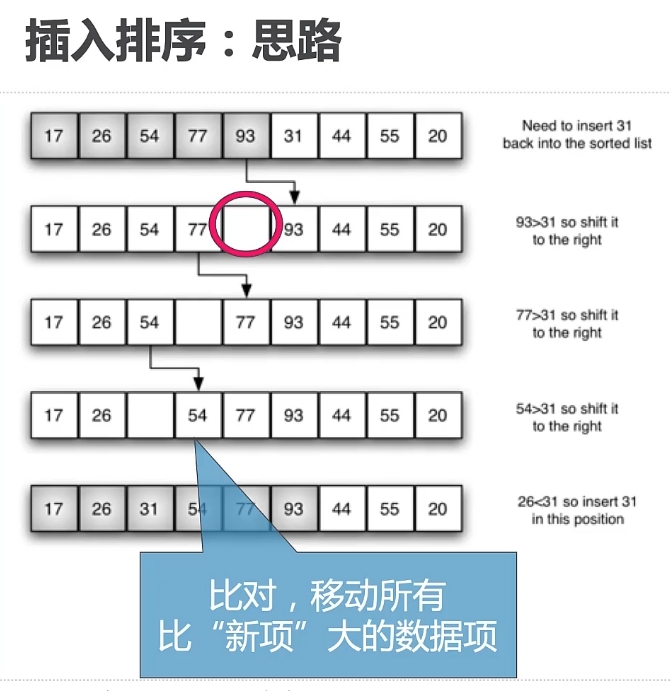 插入排序：思路
17 26 54 77 93 31 44 55 20
Need to insert 31
back into the sorted list
17 26 54 77 93 44 55 20
93>31 so shift it
to the right
17 26 54 77 93 44 55 20
77>31 so shift it
to the right
17 26 54 77 93 44 55 20
54>31 so shift it
to the right
17 26 31 54 77 93 44 55 20
26<31 so insert 31
in this position
比对，移动所有
比“新项”大的数据项